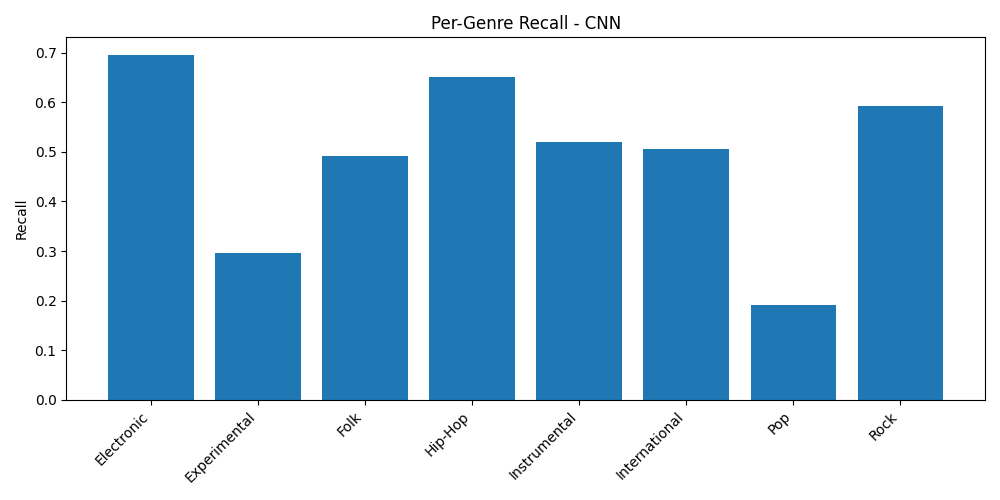 Per-Genre Recall - CNN
Recall
0.7
0.6
0.5
0.4
0.3
0.2
0.1
0.0
Electronic
Experimental
Folk
Hip-Hop
Instrumental
International
Pop
Rock